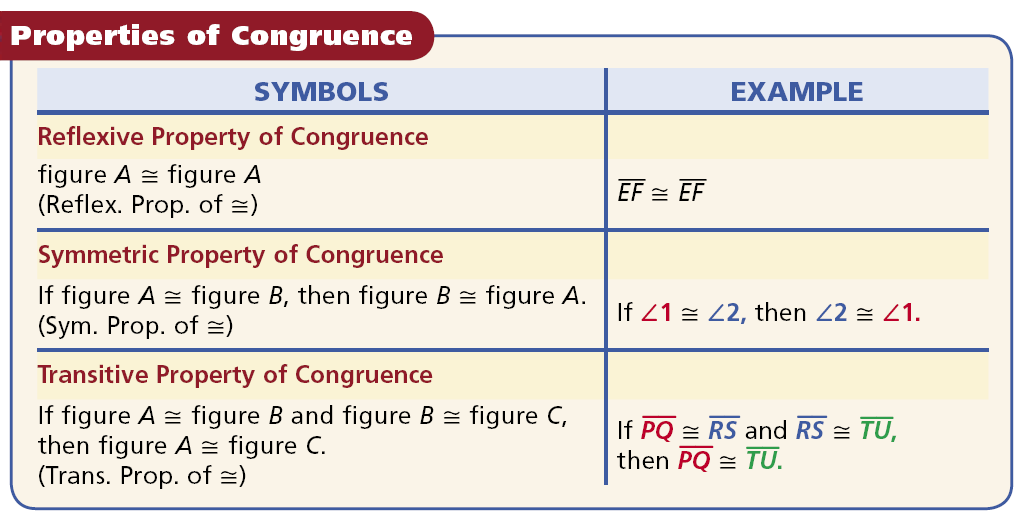 Properties of Congruence
SYMBOLS
EXAMPLE
Reflexive Property of Congruence
figure A ≅ figure A
(Reflex. Prop. of ≅)
E̅F̅ ≅ E̅F̅
Symmetric Property of Congruence
If figure A ≅ figure B, then figure B ≅ figure A.
(Sym. Prop. of ≅)
If ∠1 ≅ ∠2, then ∠2 ≅ ∠1.
Transitive Property of Congruence
If figure A ≅ figure B and figure B ≅ figure C,
then figure A ≅ figure C.
(Trans. Prop. of ≅)
If P̅Q̅ ≅ R̅S̅ and R̅S̅ ≅ T̅U̅,
then P̅Q̅ ≅ T̅U̅.